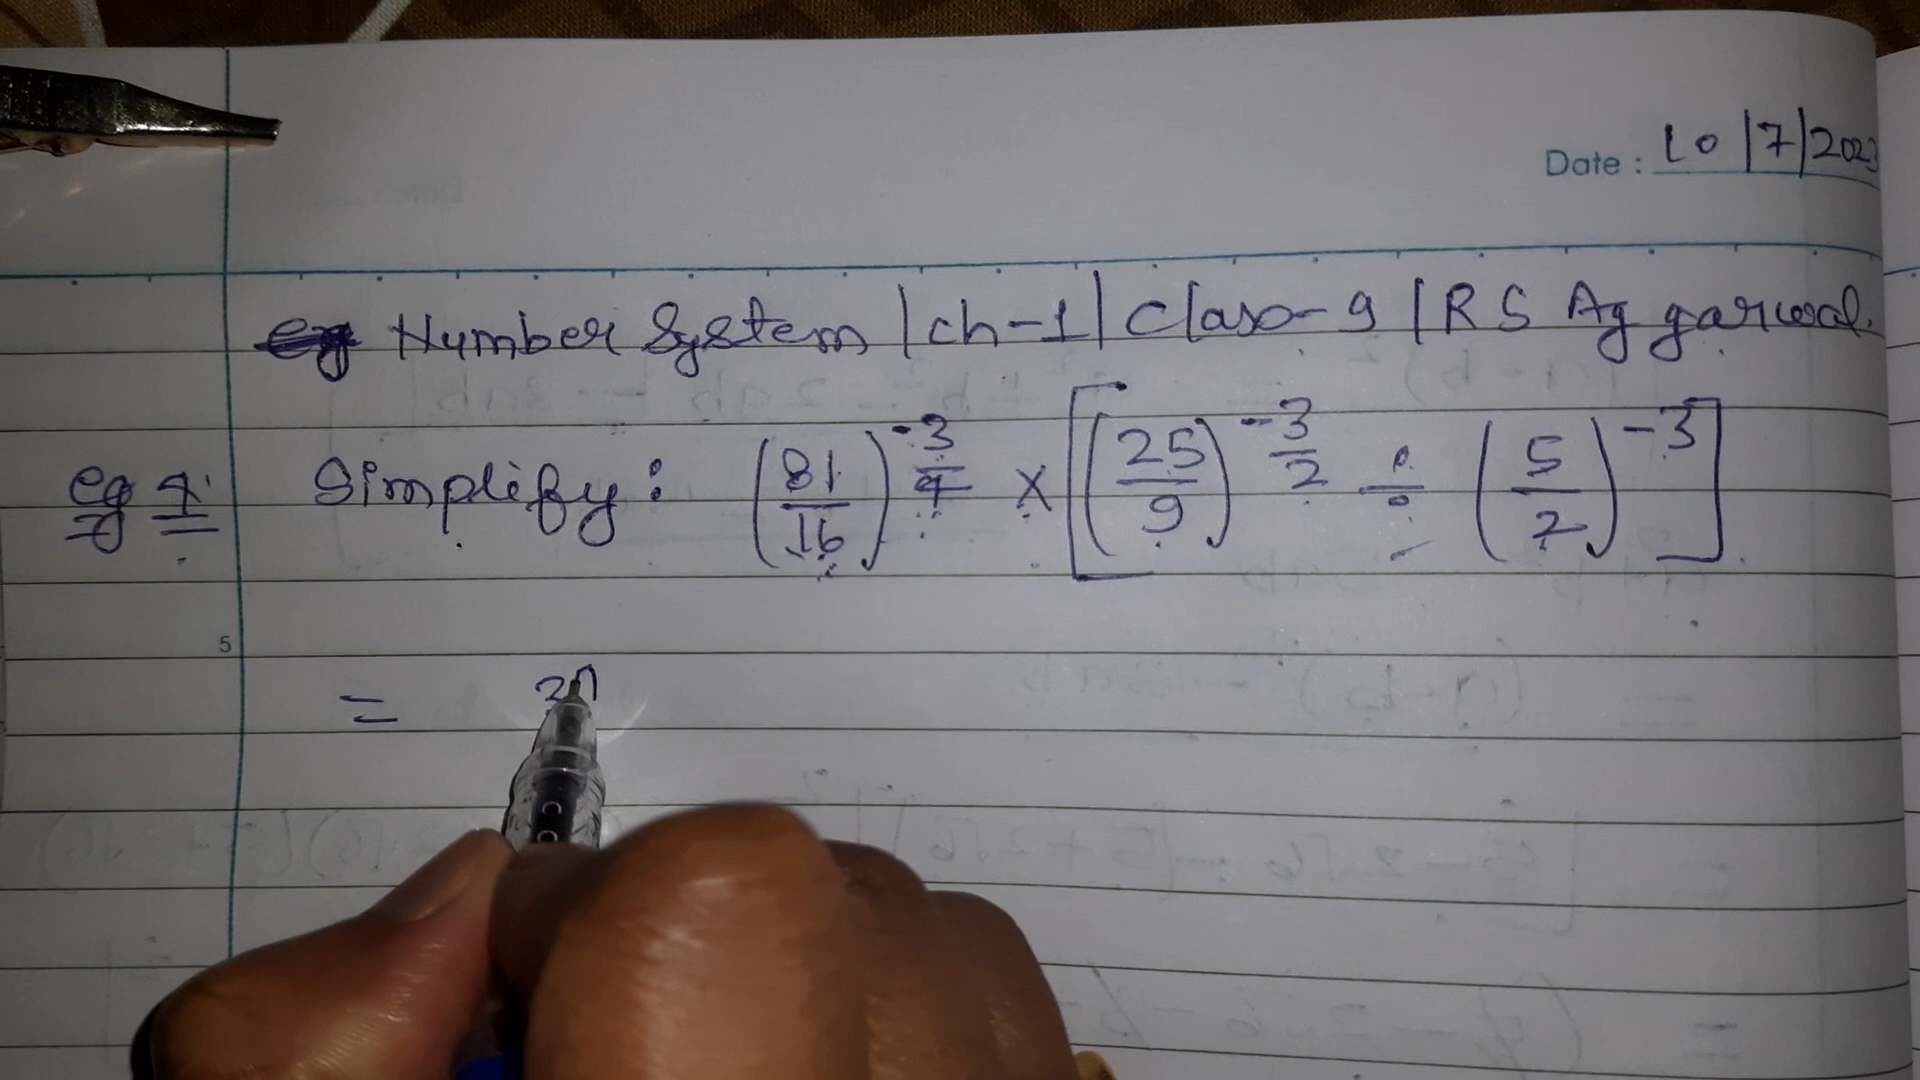 Date : 10/7/2023
Number System | ch-1 | Class-9 | RS Aggarwal.
eg 4. Simplify: (81/16)^(-3/4) × [(25/9)^(-3/2) ÷ (5/2)^(-3)]
5
=